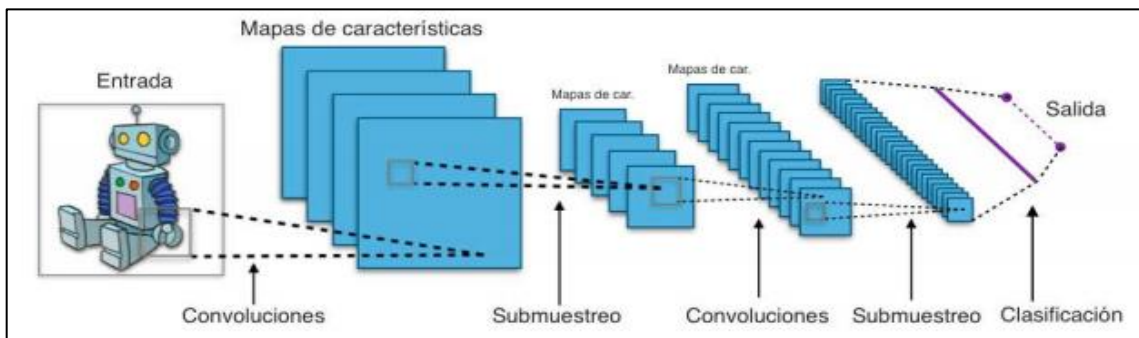 Mapas de características
Entrada
Mapas de car.
Mapas de car.
Salida
Convoluciones
Submuestreo
Convoluciones
Submuestreo
Clasificación